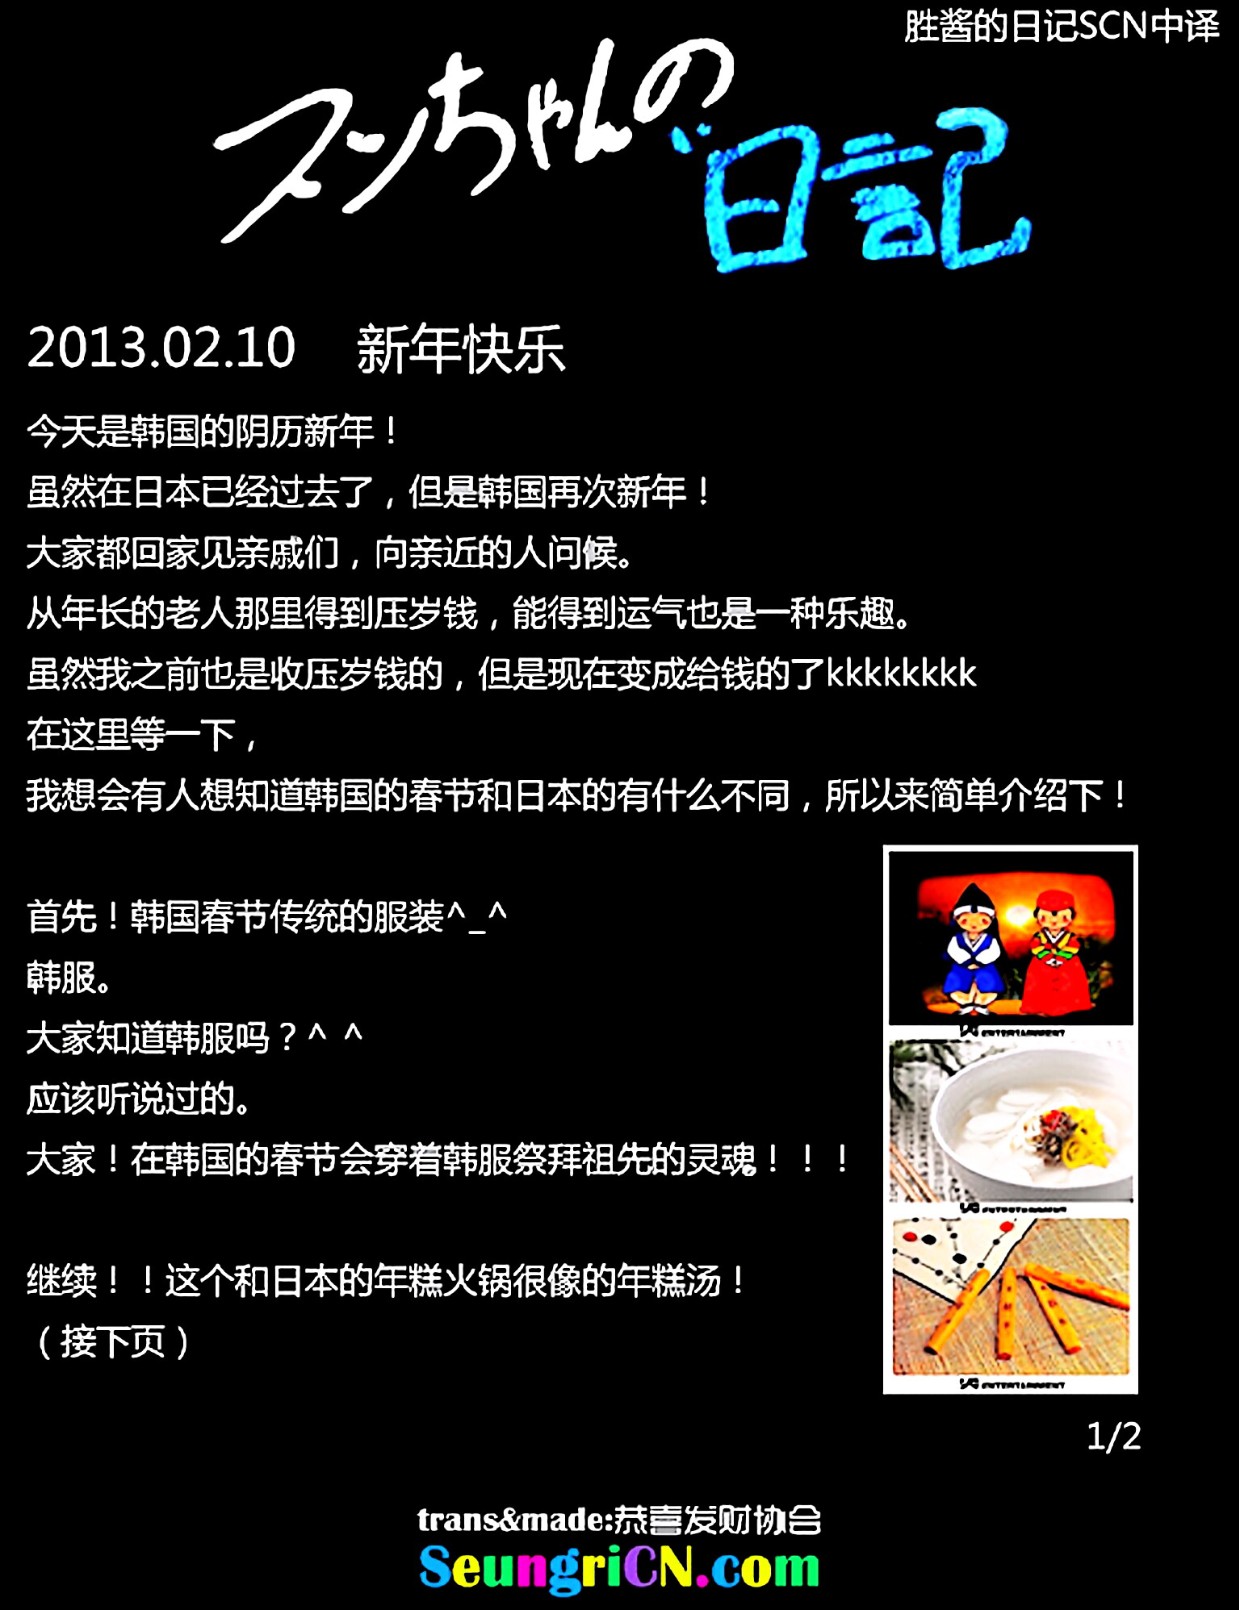 胜酱的日记SCN中译
スンちゃんの
日記
2013.02.10 新年快乐
今天是韩国的阴历新年！
虽然在日本已经过去了，但是韩国再次新年！
大家都回家见亲戚们，向亲近的人问候。
从年长的老人那里得到压岁钱，能得到运气也是一种乐趣。
虽然我之前也是收压岁钱的，但是现在变成给钱的了kkkkkkkk
在这里等一下，
我想会有人想知道韩国的春节和日本的有什么不同，所以来简单介绍下！
首先！韩国春节传统的服装^_^
韩服。
大家知道韩服吗？^ ^
应该听说过的。
大家！在韩国的春节会穿着韩服祭拜祖先的灵魂！！！
继续！！这个和日本的年糕火锅很像的年糕汤！
（接下页）
YG ENTERTAINMENT
YG ENTERTAINMENT
YG ENTERTAINMENT
1/2
trans&made:恭喜发财协会
SeungriCN.com